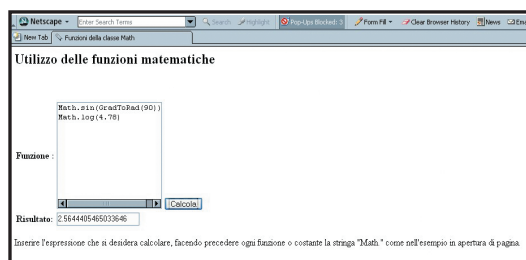 Netscape Enter Search Terms Search Highlight Pop-Ups Blocked: 3 Form Fill Clear Browser History News Ema
New Tab Funzioni della classe Math
Utilizzo delle funzioni matematiche
Math.sin(GradToRad(90))
Math.log(4.78)
Funzione :
Calcola
Risultato: 2.5644405465033646
Inserire l'espressione che si desidera calcolare, facendo precedere ogni funzione o costante la stringa "Math." come nell'esempio in apertura di pagina.